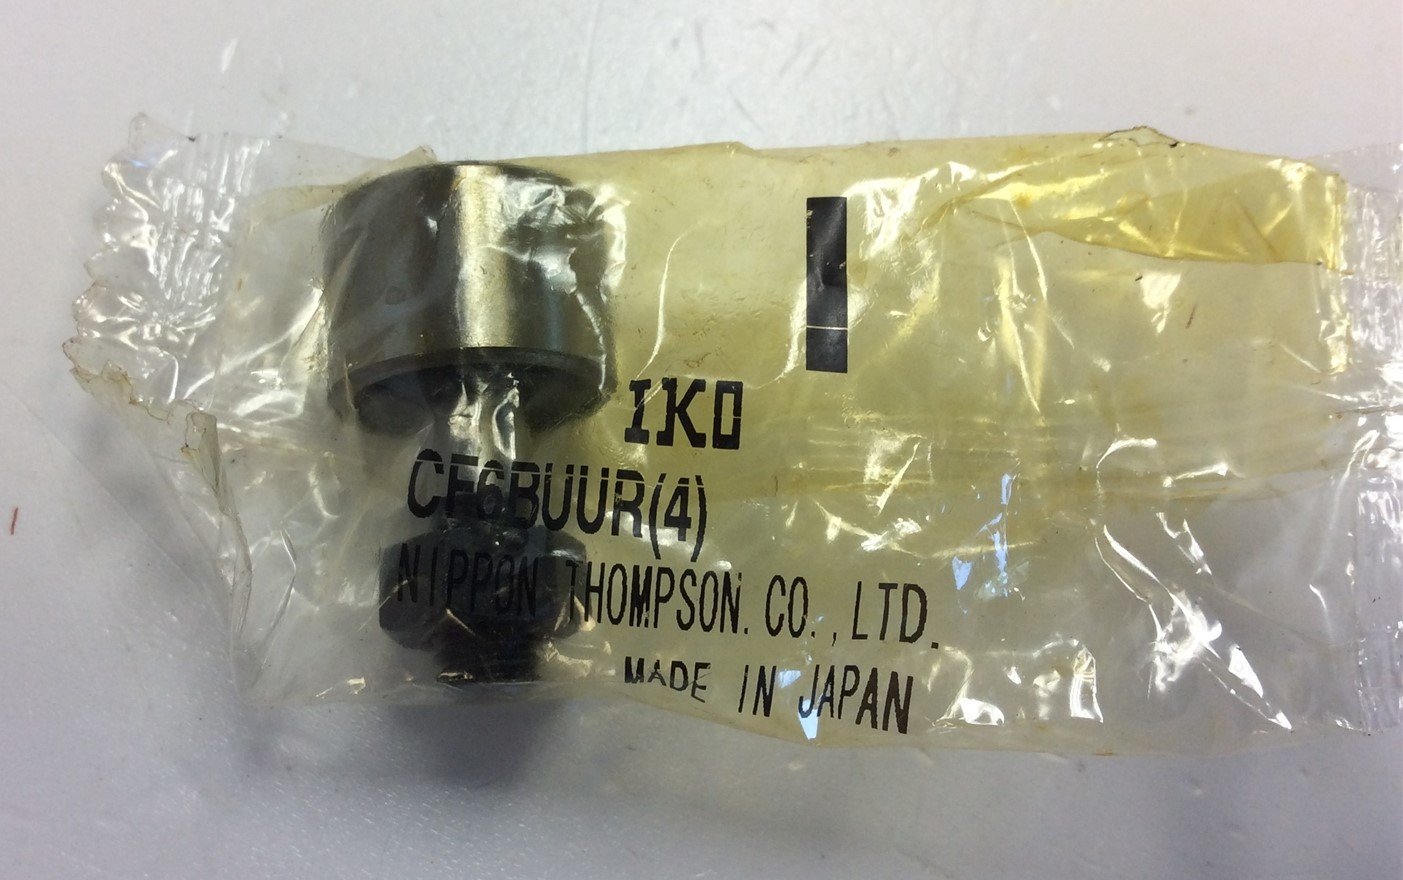 IKO
CF6BUUR(4)
NIPPON THOMPSON. CO., LTD.
MADE IN JAPAN